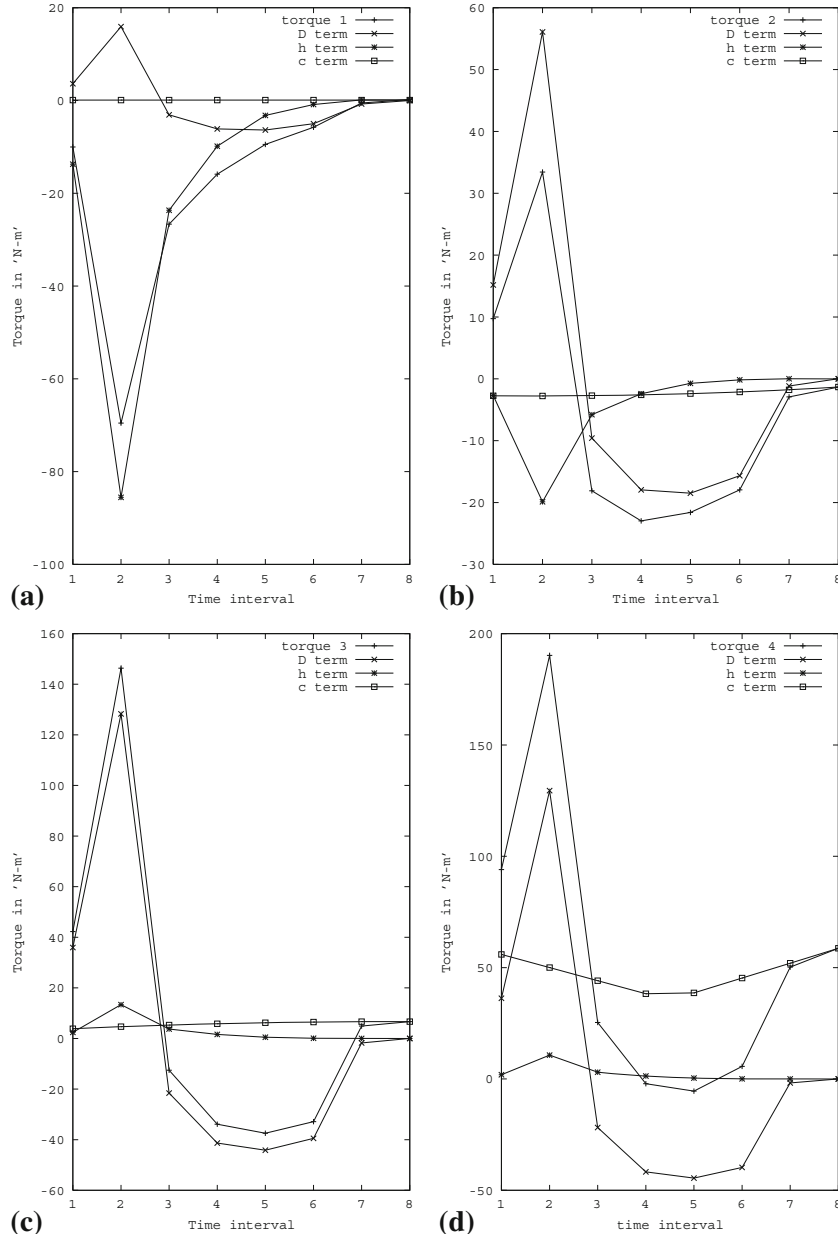 20
0
-20
-40
-60
-80
-100
1 2 3 4 5 6 7 8
Torque in 'N-m'
Time interval
torque 1
D term
h term
c term
(a)
60
50
40
30
20
10
0
-10
-20
-30
1 2 3 4 5 6 7 8
Torque in 'N-m'
Time interval
torque 2
D term
h term
c term
(b)
160
140
120
100
80
60
40
20
0
-20
-40
-60
1 2 3 4 5 6 7 8
Torque in 'N-m'
Time interval
torque 3
D term
h term
c term
(c)
200
150
100
50
0
-50
1 2 3 4 5 6 7 8
Torque in 'N-m'
time interval
torque 4
D term
h term
c term
(d)